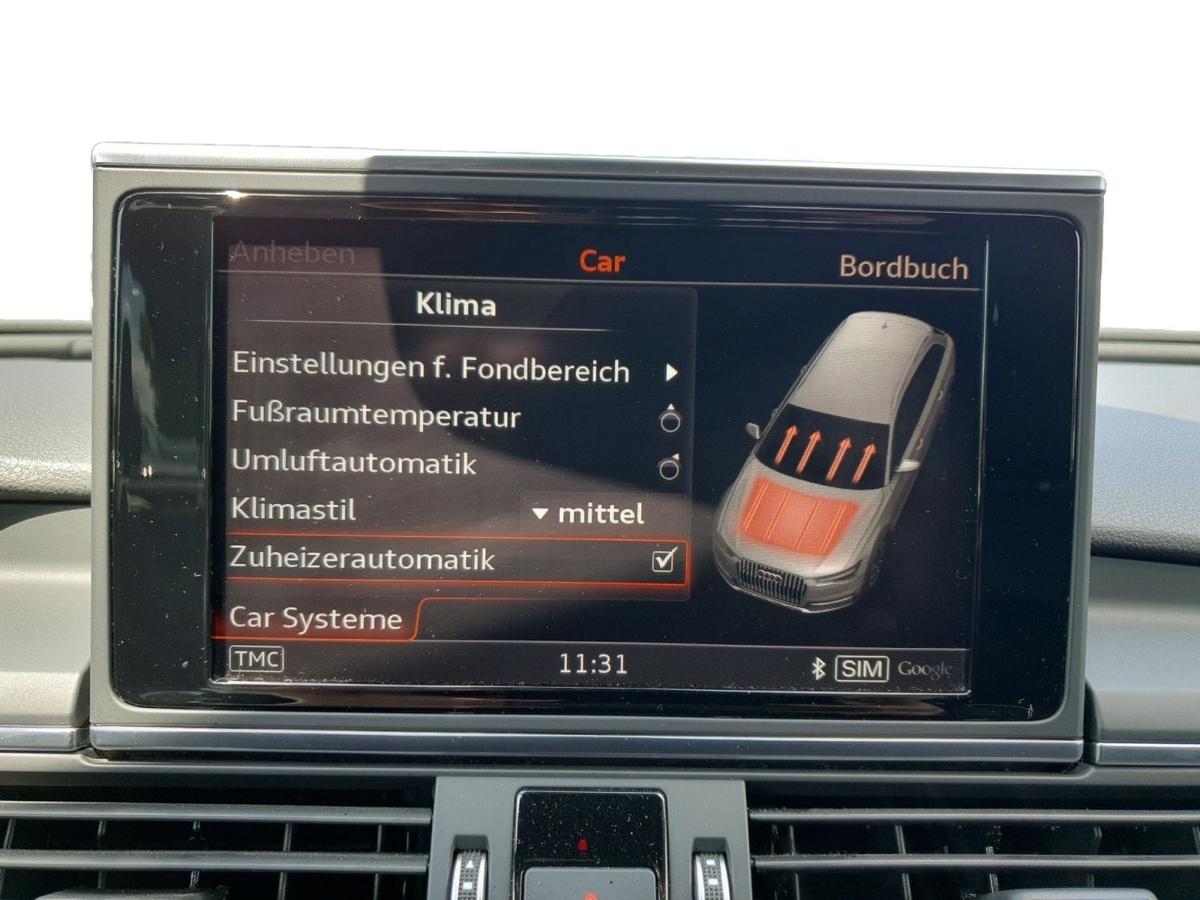 Anheben Car Bordbuch
Klima
Einstellungen f. Fondbereich
Fußraumtemperatur
Umluftautomatik
Klimastil mittel
Zuheizerautomatik
Car Systeme
TMC 11:31 SIM Google